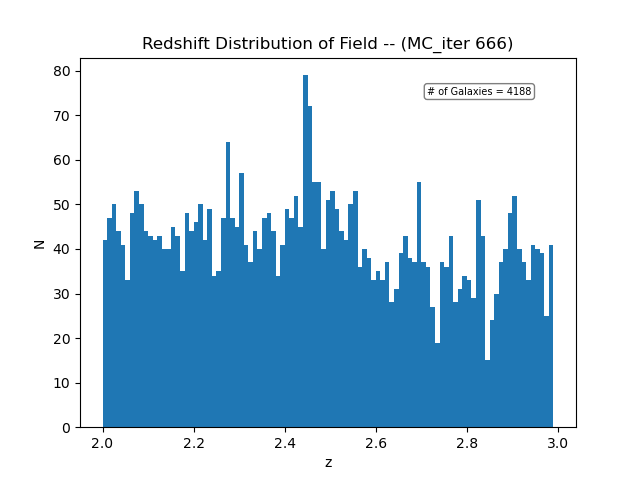 Redshift Distribution of Field -- (MC_iter 666)
# of Galaxies = 4188
80
70
60
50
40
30
20
10
0
N
2.0 2.2 2.4 2.6 2.8 3.0
z